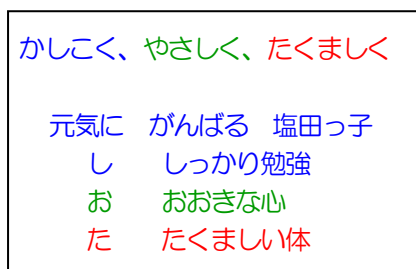 かしこく、やさしく、たくましく
元気に　がんばる　塩田っ子
し　しっかり勉強
お　おおきな心
た　たくましい体